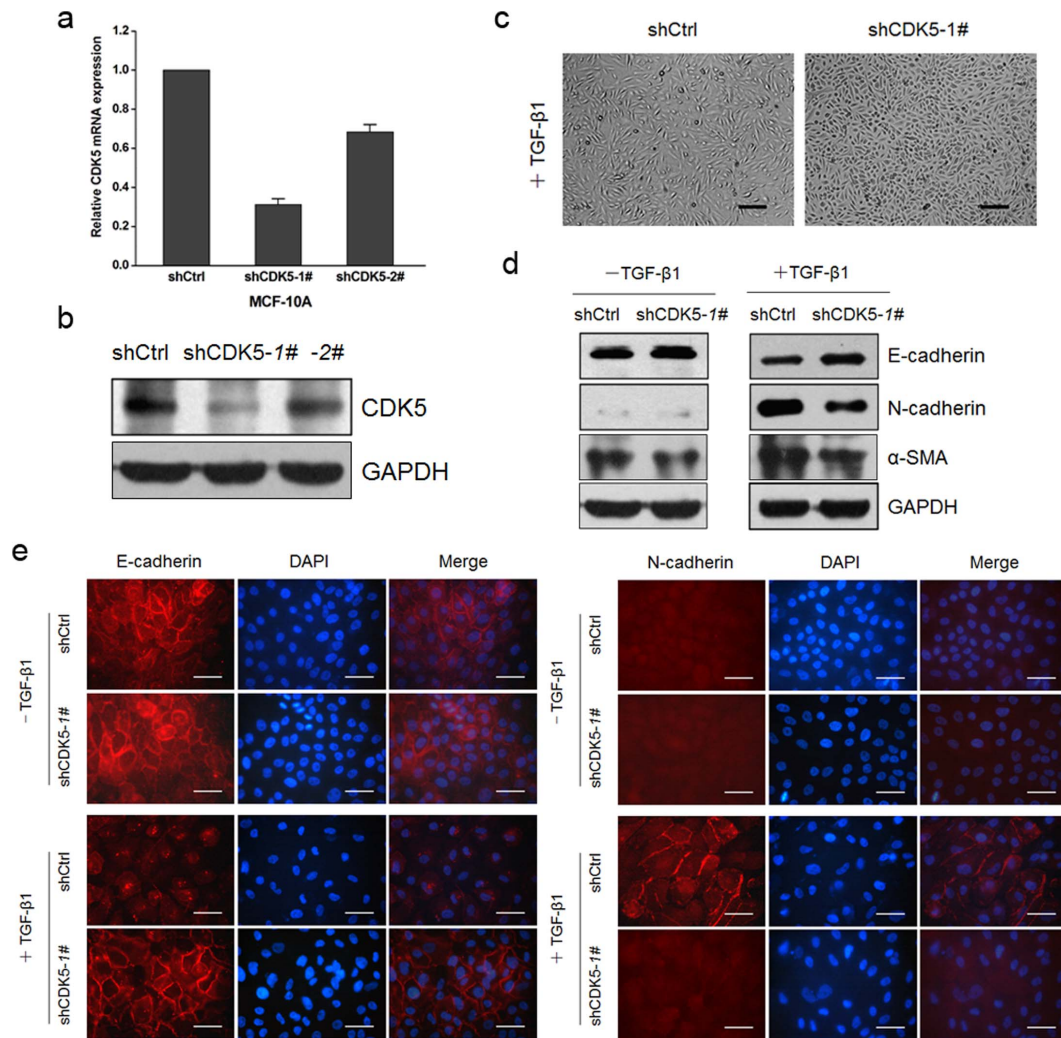 a
Relative CDK5 mRNA expression
1.2
1.0
0.8
0.6
0.4
0.2
0.0
shCtrl shCDK5-1# shCDK5-2#
MCF-10A
b
shCtrl shCDK5-1# -2#
CDK5
GAPDH
c
shCtrl shCDK5-1#
+ TGF-β1
d
−TGF-β1 +TGF-β1
shCtrl shCDK5-1# shCtrl shCDK5-1#
E-cadherin
N-cadherin
α-SMA
GAPDH
e
E-cadherin DAPI Merge
− TGF-β1
shCtrl
shCDK5-1#
+ TGF-β1
shCtrl
shCDK5-1#
N-cadherin DAPI Merge
− TGF-β1
shCtrl
shCDK5-1#
+ TGF-β1
shCtrl
shCDK5-1#